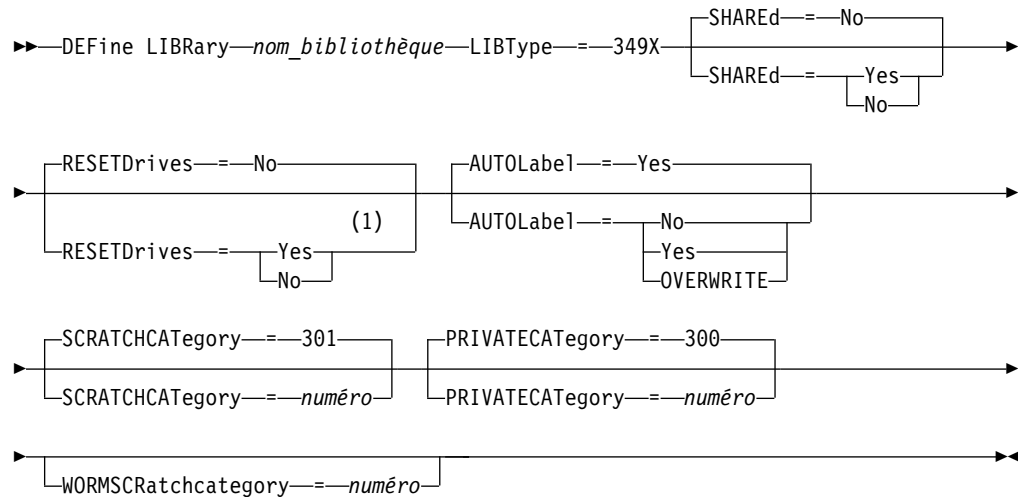 SHAREd = No
DEFine LIBRary nom_bibliothèque LIBType = 349X
SHAREd = Yes
No
RESETDrives = No
AUTOLabel = Yes
(1)
RESETDrives = Yes
No
AUTOLabel = No
Yes
OVERWRITE
SCRATCHCATegory = 301
PRIVATECATegory = 300
SCRATCHCATegory = numéro
PRIVATECATegory = numéro
WORMSCRatchcategory = numéro